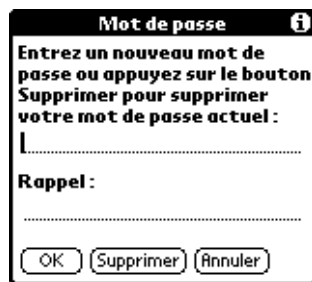 Mot de passe
Entrez un nouveau mot de
passe ou appuyez sur le bouton
Supprimer pour supprimer
votre mot de passe actuel :
Rappel :
OK Supprimer Annuler